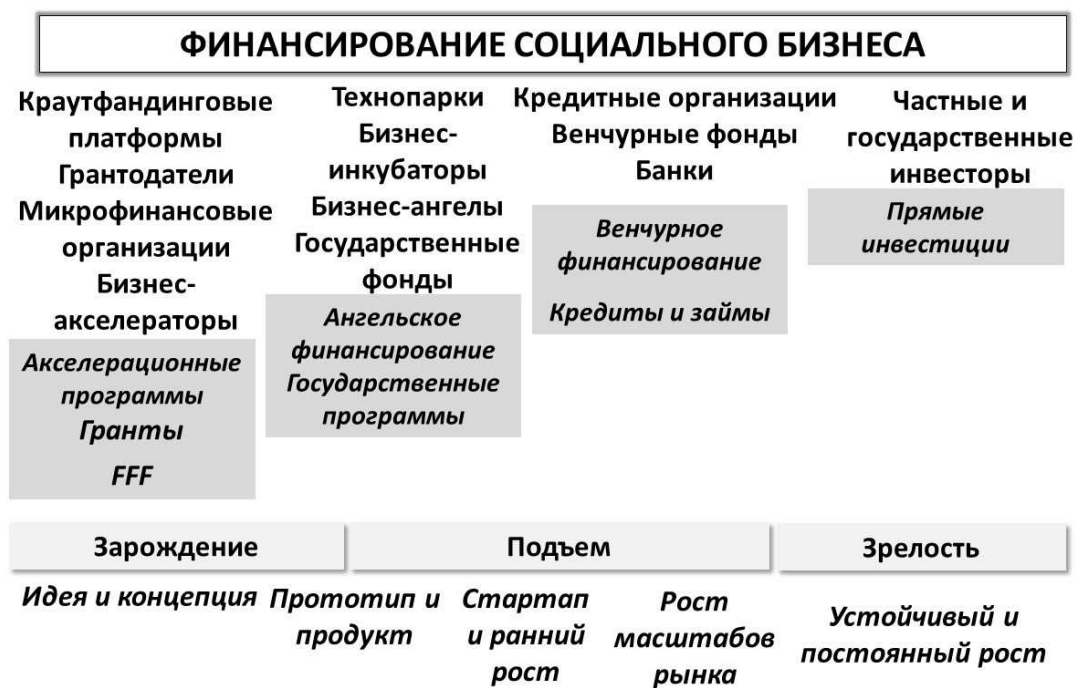 ФИНАНСИРОВАНИЕ СОЦИАЛЬНОГО БИЗНЕСА
Краутфандинговые
платформы
Грантодатели
Микрофинансовые
организации
Бизнес-
акселераторы
Акселерационные
программы
Гранты
FFF
Технопарки
Бизнес-
инкубаторы
Бизнес-ангелы
Государственные
фонды
Ангельское
финансирование
Государственные
программы
Кредитные организации
Венчурные фонды
Банки
Венчурное
финансирование
Кредиты и займы
Частные и
государственные
инвесторы
Прямые
инвестиции
Зарождение
Подъем
Зрелость
Идея и концепция
Прототип и
продукт
Стартап
и ранний
рост
Рост
масштабов
рынка
Устойчивый и
постоянный рост